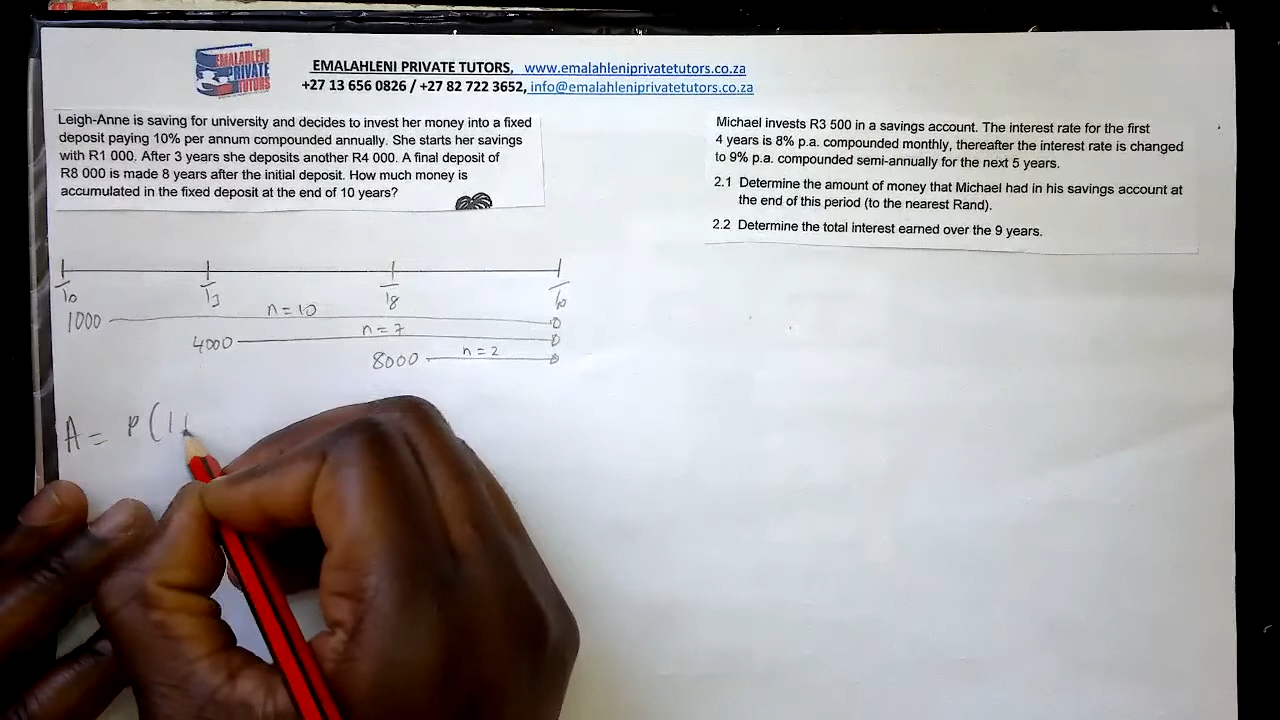 EMALAHLENI
PRIVATE
TUTORS
EMALAHLENI PRIVATE TUTORS, www.emalahleniprivatetutors.co.za
+27 13 656 0826 / +27 82 722 3652, info@emalahleniprivatetutors.co.za
Leigh-Anne is saving for university and decides to invest her money into a fixed
deposit paying 10% per annum compounded annually. She starts her savings
with R1 000. After 3 years she deposits another R4 000. A final deposit of
R8 000 is made 8 years after the initial deposit. How much money is
accumulated in the fixed deposit at the end of 10 years?
Michael invests R3 500 in a savings account. The interest rate for the first
4 years is 8% p.a. compounded monthly, thereafter the interest rate is changed
to 9% p.a. compounded semi-annually for the next 5 years.
2.1 Determine the amount of money that Michael had in his savings account at
the end of this period (to the nearest Rand).
2.2 Determine the total interest earned over the 9 years.
T0 T3 T8
1000 n = 10
4000 n = 7
8000 n = 2
A = P(1